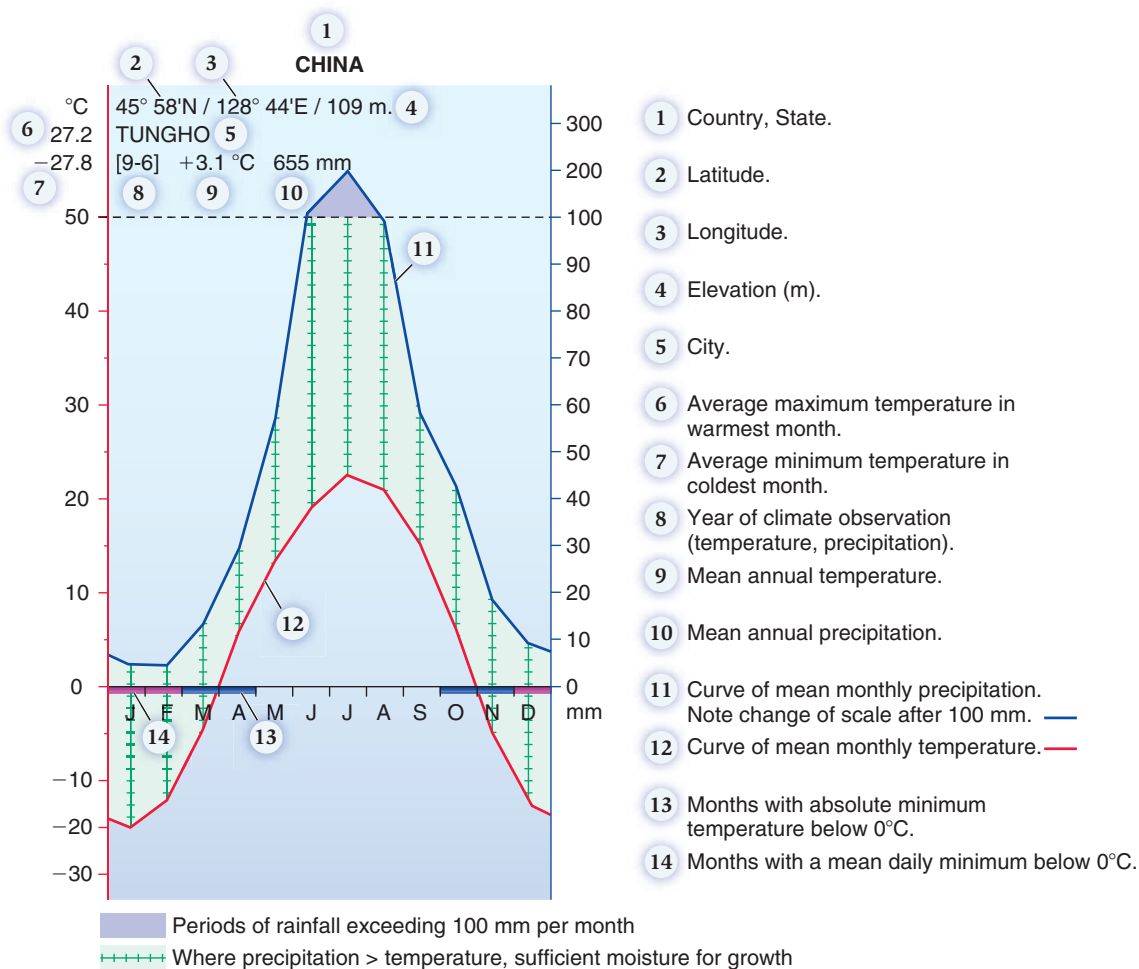 1
CHINA
2
3
°C
45° 58'N / 128° 44'E / 109 m.
4
6
27.2
TUNGHO
5
−27.8
[9-6] +3.1 °C 655 mm
7
8
9
10
50
40
30
20
10
0
−10
−20
−30
300
200
100
90
80
70
60
50
40
30
20
10
0
mm
11
12
J F M A M J J A S O N D
14
13
1 Country, State.
2 Latitude.
3 Longitude.
4 Elevation (m).
5 City.
6 Average maximum temperature in
warmest month.
7 Average minimum temperature in
coldest month.
8 Year of climate observation
(temperature, precipitation).
9 Mean annual temperature.
10 Mean annual precipitation.
11 Curve of mean monthly precipitation.
Note change of scale after 100 mm.
12 Curve of mean monthly temperature.
13 Months with absolute minimum
temperature below 0°C.
14 Months with a mean daily minimum below 0°C.
Periods of rainfall exceeding 100 mm per month
Where precipitation > temperature, sufficient moisture for growth